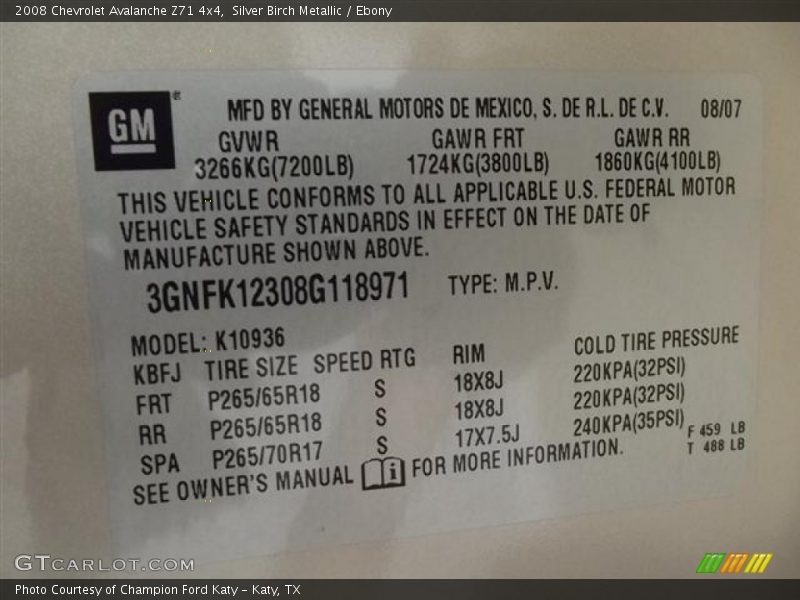 2008 Chevrolet Avalanche Z71 4x4, Silver Birch Metallic / Ebony
GM®
MFD BY GENERAL MOTORS DE MEXICO, S. DE R.L. DE C.V. 08/07
GVWR GAWR FRT GAWR RR
3266KG(7200LB) 1724KG(3800LB) 1860KG(4100LB)
THIS VEHICLE CONFORMS TO ALL APPLICABLE U.S. FEDERAL MOTOR
VEHICLE SAFETY STANDARDS IN EFFECT ON THE DATE OF
MANUFACTURE SHOWN ABOVE.
3GNFK12308G118971 TYPE: M.P.V.
MODEL: K10936
KBFJ TIRE SIZE SPEED RTG RIM COLD TIRE PRESSURE
FRT P265/65R18 S 18X8J 220KPA(32PSI)
RR P265/65R18 S 18X8J 220KPA(32PSI)
SPA P265/70R17 S 17X7.5J 240KPA(35PSI)
F 459 LB
T 488 LB
SEE OWNER'S MANUAL i FOR MORE INFORMATION.
GTCARLOT.COM
Photo Courtesy of Champion Ford Katy - Katy, TX